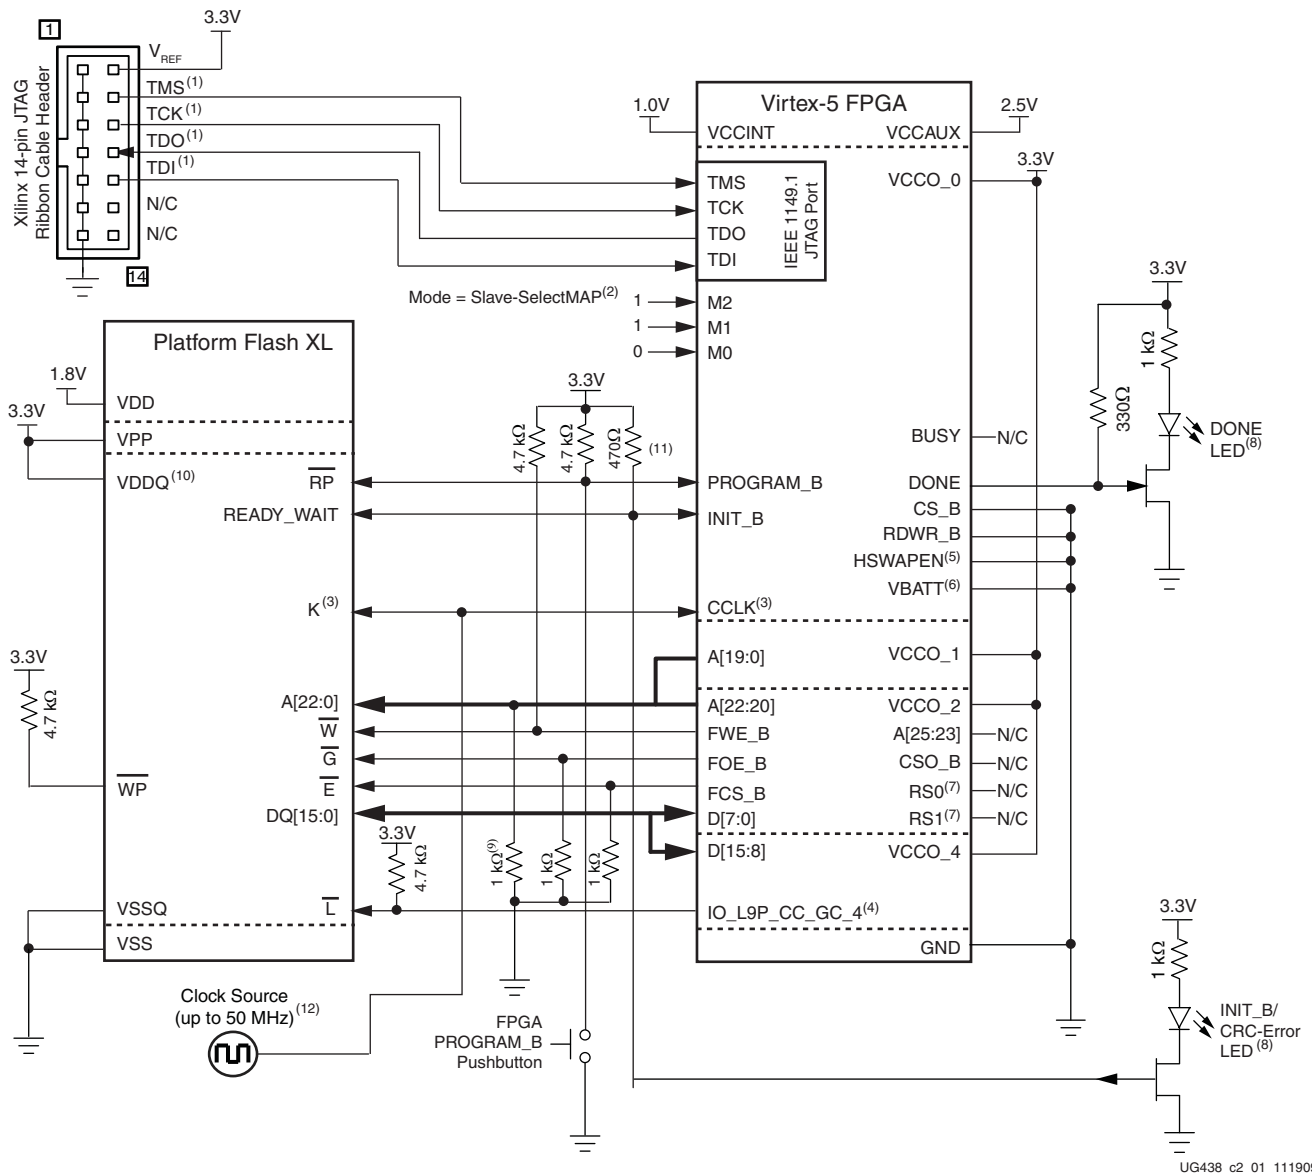 1
3.3V
VREF
TMS(1)
TCK(1)
TDO(1)
TDI(1)
N/C
N/C
Xilinx 14-pin JTAG
Ribbon Cable Header
14
Virtex-5 FPGA
1.0V
VCCINT
VCCAUX
2.5V
3.3V
VCCO_0
TMS
TCK
TDO
TDI
IEEE 1149.1
JTAG Port
Mode = Slave-SelectMAP(2)
1
M2
1
M1
0
M0
Platform Flash XL
1.8V
VDD
3.3V
VPP
VDDQ(10)
RP
READY_WAIT
K(3)
3.3V
4.7 kΩ
WP
A[22:0]
W
G
E
DQ[15:0]
3.3V
4.7 kΩ
L
VSSQ
VSS
3.3V
4.7 kΩ
4.7 kΩ
470Ω
(11)
1 kΩ(9)
1 kΩ
1 kΩ
PROGRAM_B
INIT_B
CCLK(3)
A[19:0]
A[22:20]
FWE_B
FOE_B
FCS_B
D[7:0]
D[15:8]
IO_L9P_CC_GC_4(4)
BUSY
N/C
DONE
CS_B
RDWR_B
HSWAPEN(5)
VBATT(6)
VCCO_1
VCCO_2
A[25:23]
N/C
CSO_B
N/C
RS0(7)
N/C
RS1(7)
N/C
VCCO_4
GND
3.3V
1 kΩ
330Ω
DONE
LED(8)
3.3V
1 kΩ
INIT_B/
CRC-Error
LED(8)
Clock Source
(up to 50 MHz)(12)
FPGA
PROGRAM_B
Pushbutton
UG438_c2_01_111909